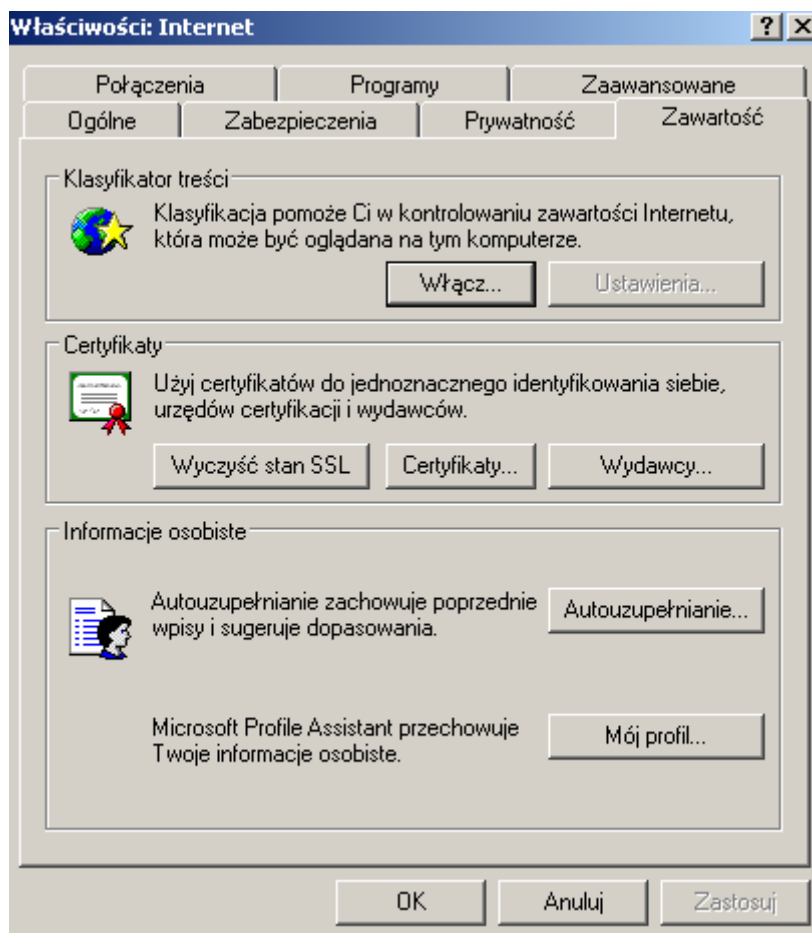 Właściwości: Internet
Połączenia
Programy
Zaawansowane
Ogólne
Zabezpieczenia
Prywatność
Zawartość
Klasyfikator treści
Klasyfikacja pomoże Ci w kontrolowaniu zawartości Internetu,
która może być oglądana na tym komputerze.
Włącz...
Ustawienia...
Certyfikaty
Użyj certyfikatów do jednoznacznego identyfikowania siebie,
urzędów certyfikacji i wydawców.
Wyczyść stan SSL
Certyfikaty...
Wydawcy...
Informacje osobiste
Autouzupełnianie zachowuje poprzednie
wpisy i sugeruje dopasowania.
Autouzupełnianie...
Microsoft Profile Assistant przechowuje
Twoje informacje osobiste.
Mój profil...
OK
Anuluj
Zastosuj